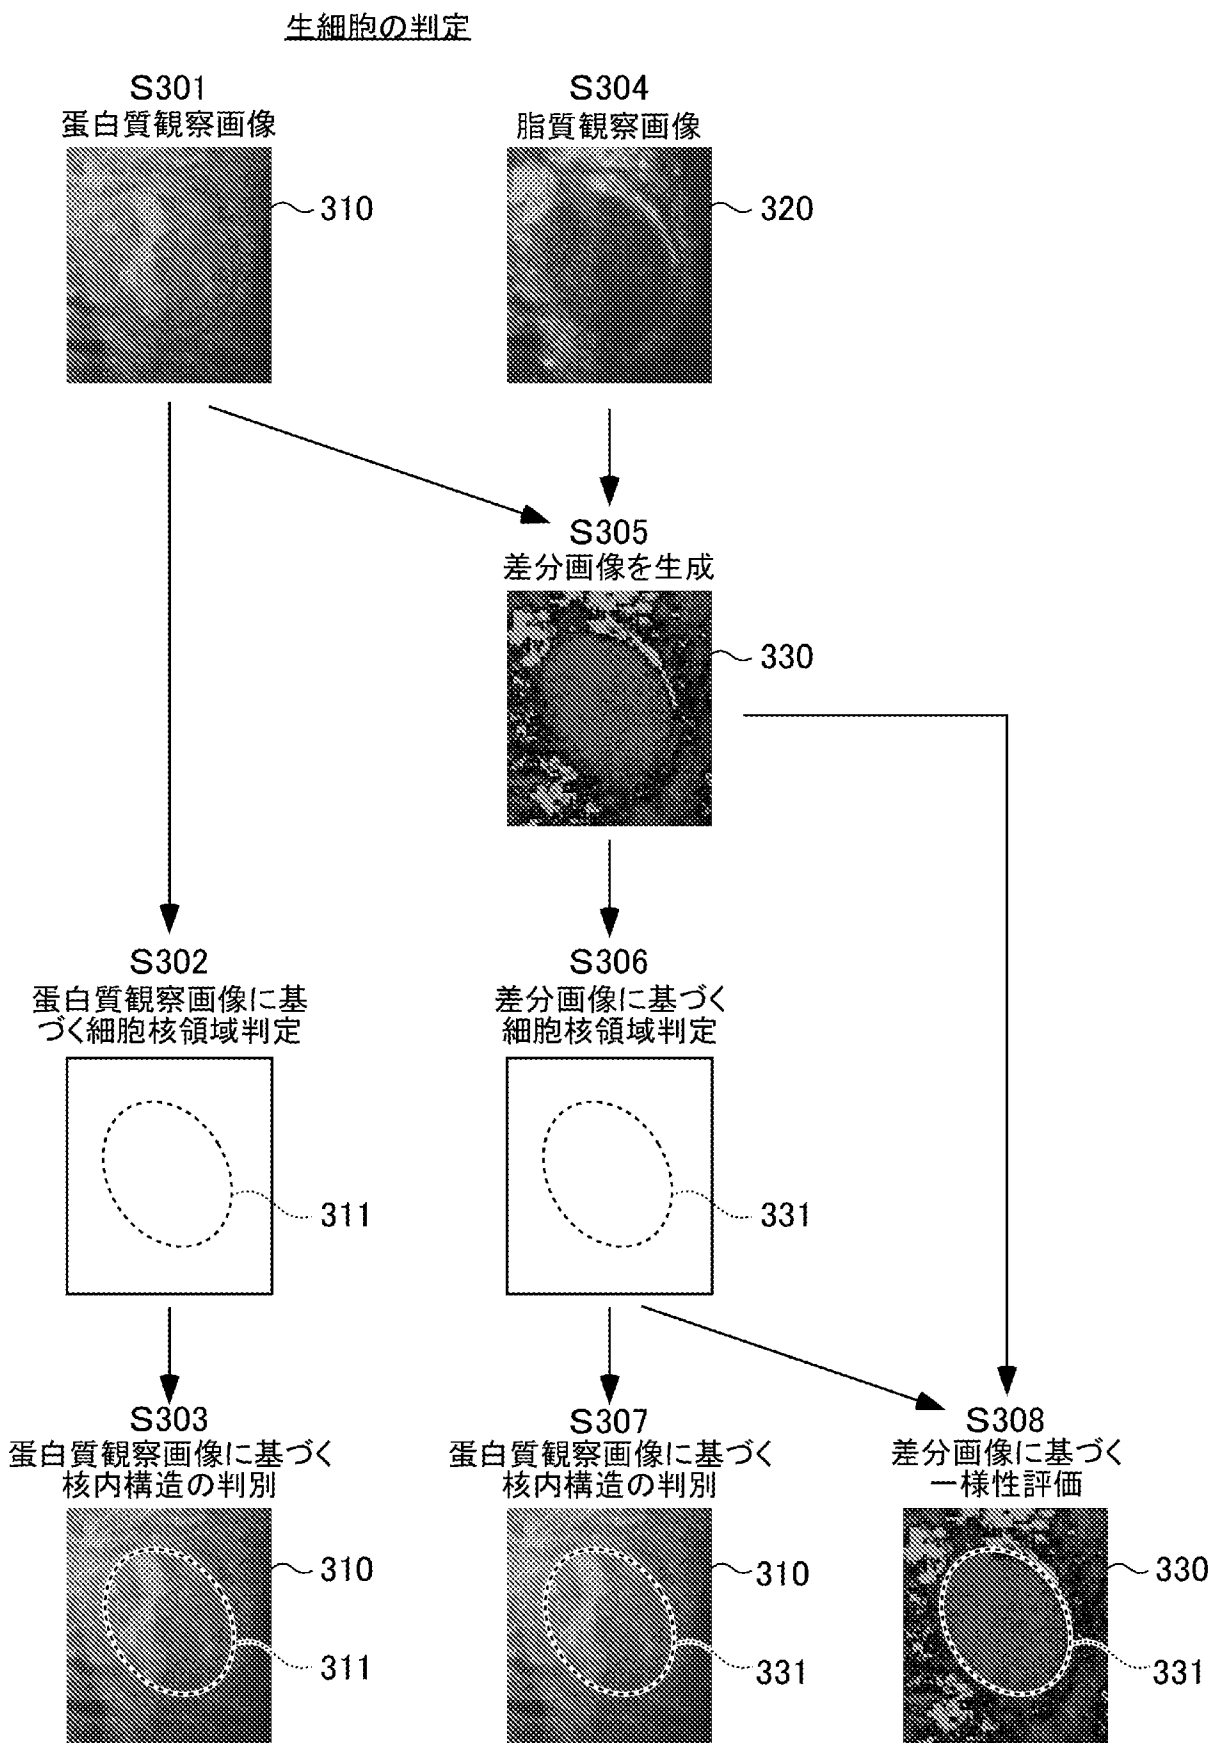 生細胞の判定
S301
蛋白質観察画像
310
S304
脂質観察画像
320
S305
差分画像を生成
330
S302
蛋白質観察画像に基
づく細胞核領域判定
311
S306
差分画像に基づく
細胞核領域判定
331
S303
蛋白質観察画像に基づく
核内構造の判別
310
311
S307
蛋白質観察画像に基づく
核内構造の判別
310
331
S308
差分画像に基づく
一様性評価
330
331